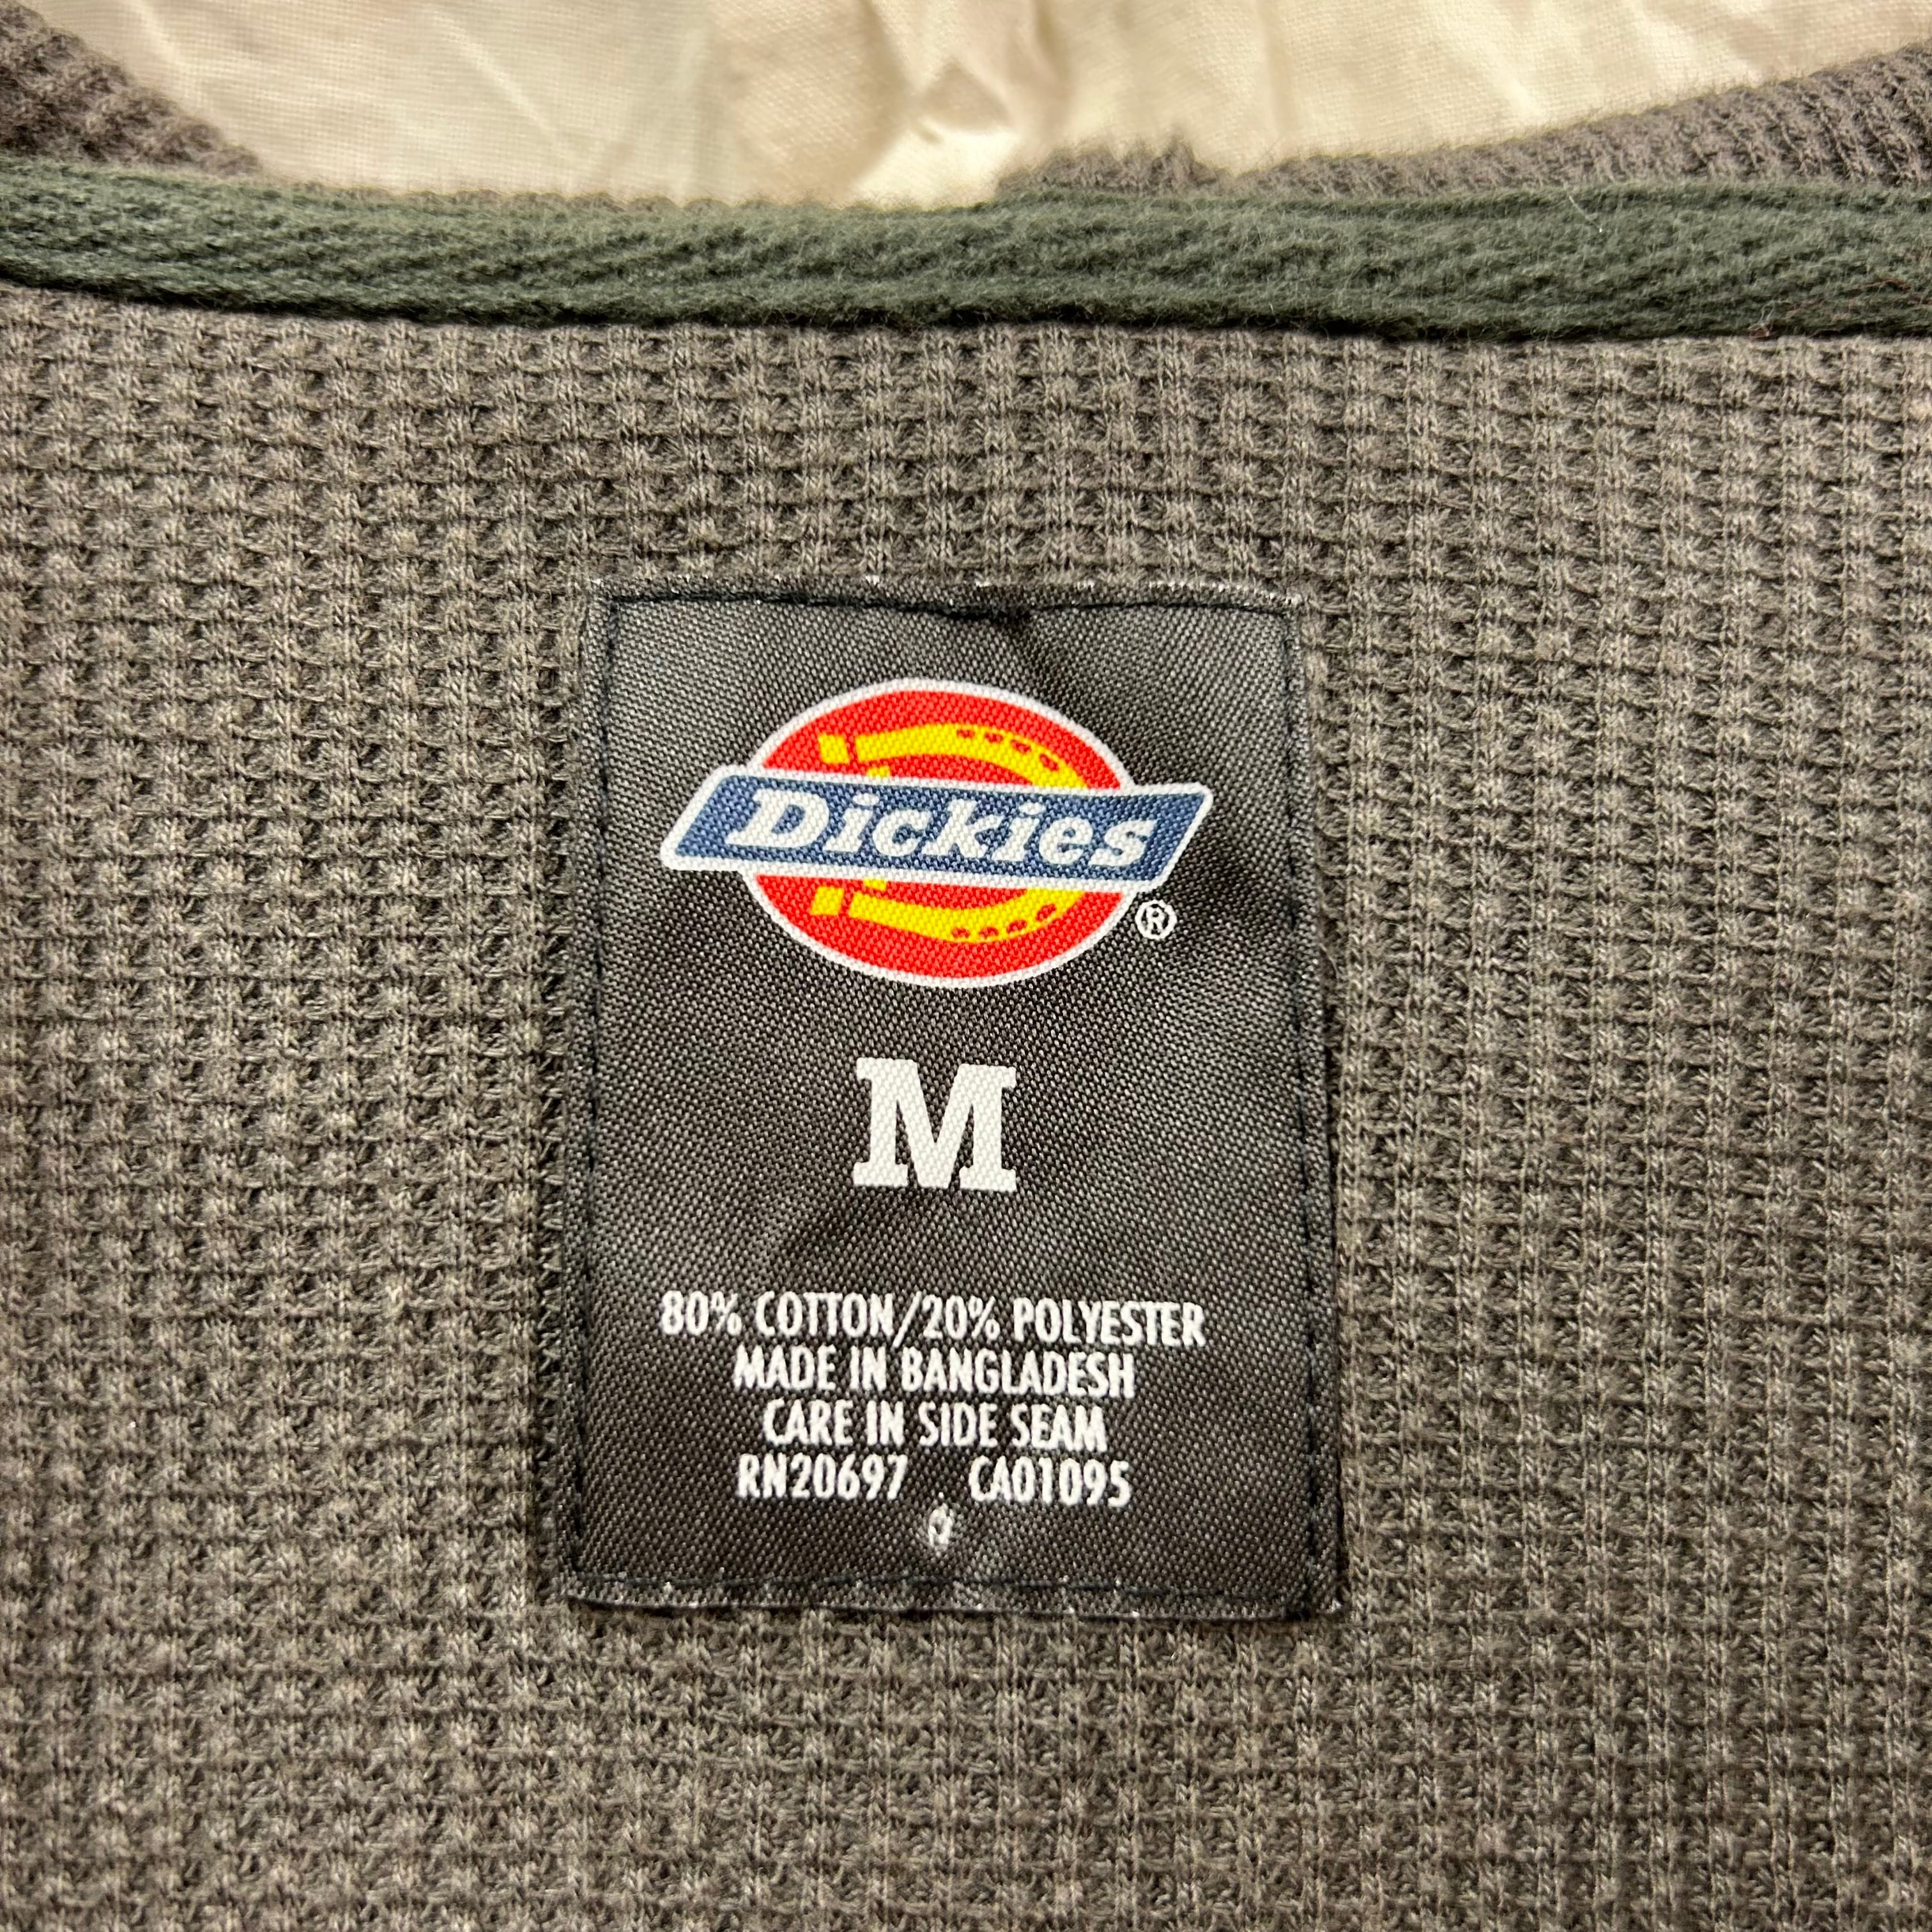 Dickies
®
M
80% COTTON/20% POLYESTER
MADE IN BANGLADESH
CARE IN SIDE SEAM
RN20697 CA01095